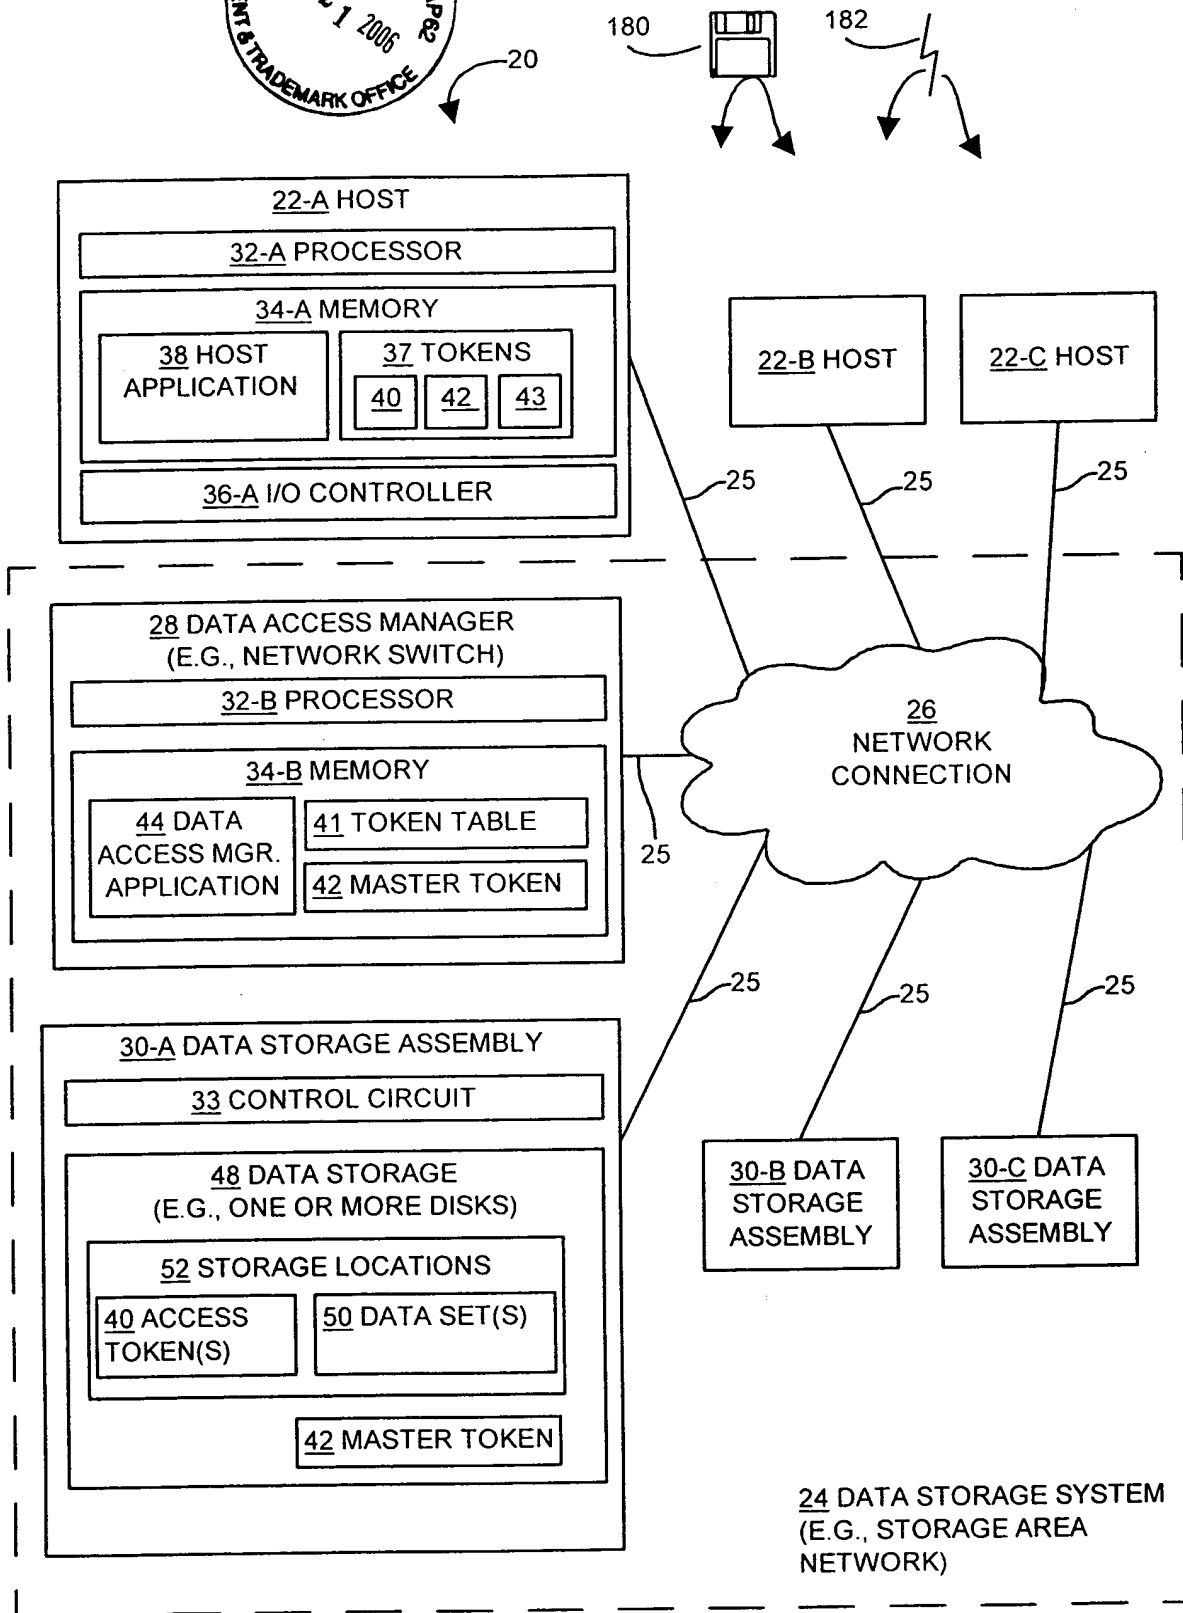 21 2006
AP62
ENT & TRADEMARK OFFICE
20
180
182
22-A HOST
32-A PROCESSOR
34-A MEMORY
38 HOST
APPLICATION
37 TOKENS
40
42
43
36-A I/O CONTROLLER
22-B HOST
22-C HOST
25
25
25
28 DATA ACCESS MANAGER
(E.G., NETWORK SWITCH)
32-B PROCESSOR
34-B MEMORY
44 DATA
ACCESS MGR.
APPLICATION
41 TOKEN TABLE
42 MASTER TOKEN
25
26
NETWORK
CONNECTION
25
25
25
30-A DATA STORAGE ASSEMBLY
33 CONTROL CIRCUIT
48 DATA STORAGE
(E.G., ONE OR MORE DISKS)
52 STORAGE LOCATIONS
40 ACCESS
TOKEN(S)
50 DATA SET(S)
42 MASTER TOKEN
30-B DATA
STORAGE
ASSEMBLY
30-C DATA
STORAGE
ASSEMBLY
24 DATA STORAGE SYSTEM
(E.G., STORAGE AREA
NETWORK)